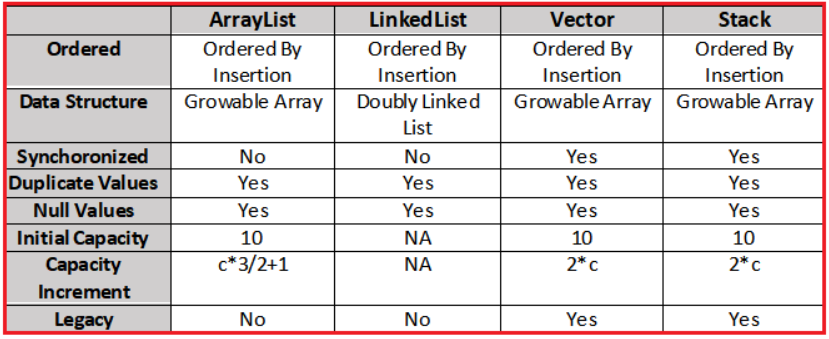 ArrayList LinkedList Vector Stack
Ordered Ordered By Ordered By Ordered By Ordered By
Insertion Insertion Insertion Insertion
Data Structure Growable Array Doubly Linked Growable Array Growable Array
List
Synchoronized No No Yes Yes
Duplicate Values Yes Yes Yes Yes
Null Values Yes Yes Yes Yes
Initial Capacity 10 NA 10 10
Capacity c*3/2+1 NA 2*c 2*c
Increment
Legacy No No Yes Yes